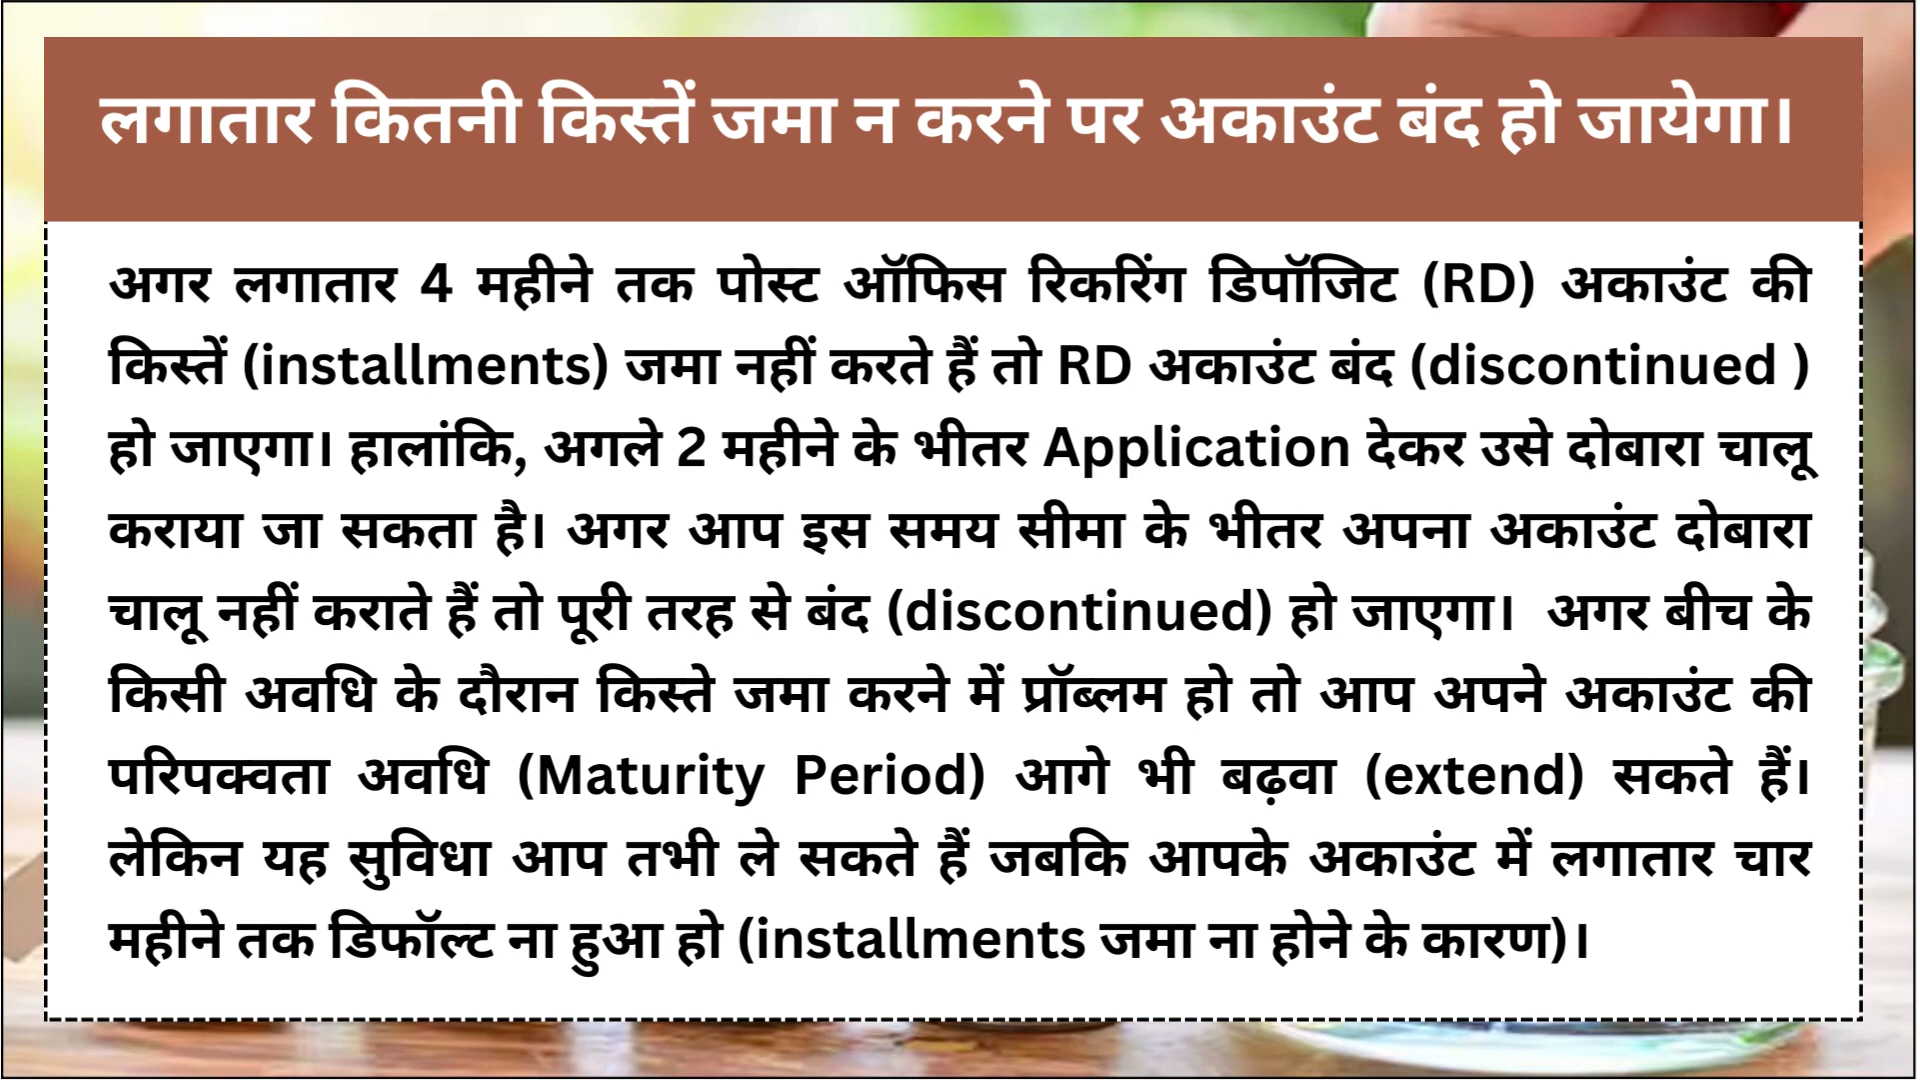 लगातार कितनी किस्तें जमा न करने पर अकाउंट बंद हो जायेगा।
अगर लगातार 4 महीने तक पोस्ट ऑफिस रिकरिंग डिपॉजिट (RD) अकाउंट की
किस्तें (installments) जमा नहीं करते हैं तो RD अकाउंट बंद (discontinued )
हो जाएगा। हालांकि, अगले 2 महीने के भीतर Application देकर उसे दोबारा चालू
कराया जा सकता है। अगर आप इस समय सीमा के भीतर अपना अकाउंट दोबारा
चालू नहीं कराते हैं तो पूरी तरह से बंद (discontinued) हो जाएगा।  अगर बीच के
किसी अवधि के दौरान किस्ते जमा करने में प्रॉब्लम हो तो आप अपने अकाउंट की
परिपक्वता अवधि (Maturity Period) आगे भी बढ़वा (extend) सकते हैं।
लेकिन यह सुविधा आप तभी ले सकते हैं जबकि आपके अकाउंट में लगातार चार
महीने तक डिफॉल्ट ना हुआ हो (installments जमा ना होने के कारण)।